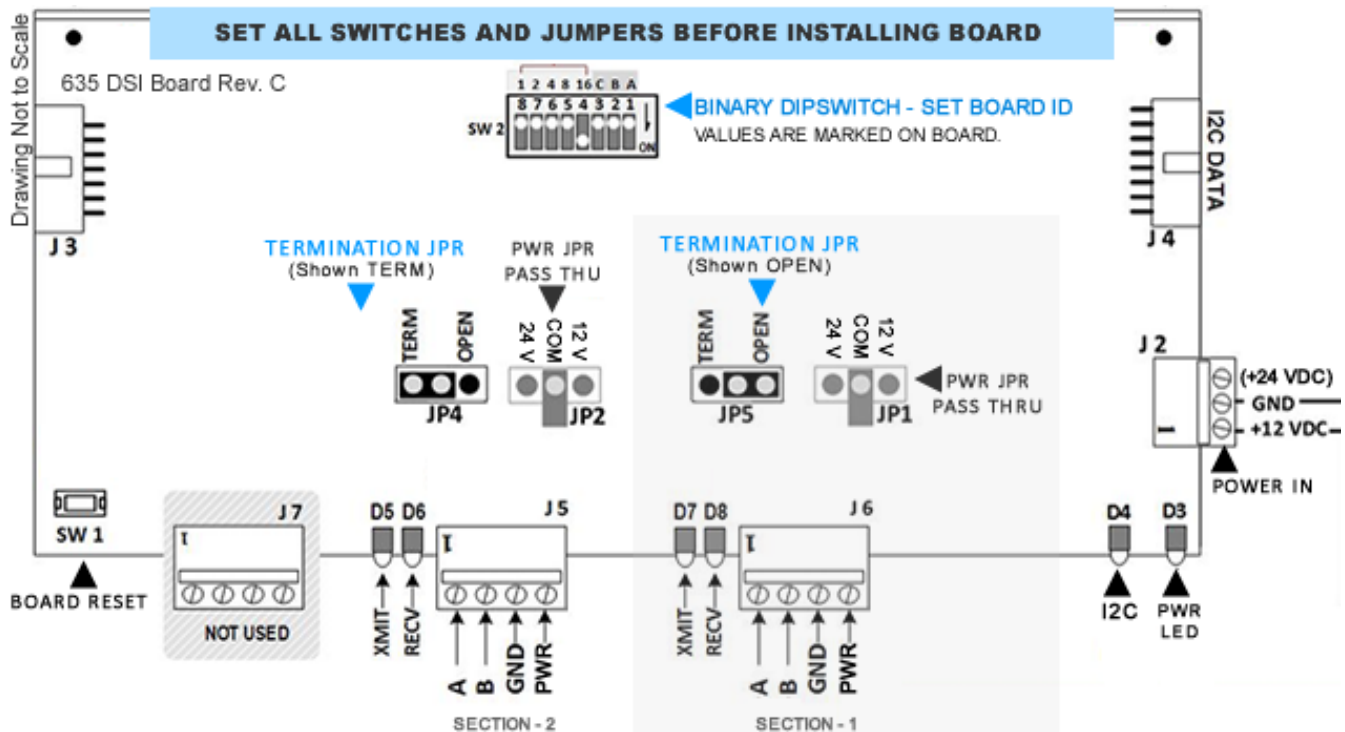 SET ALL SWITCHES AND JUMPERS BEFORE INSTALLING BOARD
Drawing Not to Scale
635 DSI Board Rev. C
1 2 4 8 16 C B A
8 7 6 5 4 3 2 1
SW 2
ON
BINARY DIPSWITCH - SET BOARD ID
VALUES ARE MARKED ON BOARD.
J 3
I2C DATA
J 4
TERMINATION JPR
(Shown TERM)
PWR JPR
PASS THU
TERMINATION JPR
(Shown OPEN)
TERM
OPEN
JP4
24 V
COM
12 V
JP2
TERM
OPEN
JP5
24 V
COM
12 V
JP1
PWR JPR
PASS THRU
J 2
1
(+24 VDC)
GND
+12 VDC
POWER IN
SW 1
BOARD RESET
J 7
1
NOT USED
D5
D6
XMIT
RECV
J 5
1
A
B
GND
PWR
SECTION - 2
D7
D8
XMIT
RECV
J 6
1
A
B
GND
PWR
SECTION - 1
D4
D3
I2C
PWR
LED